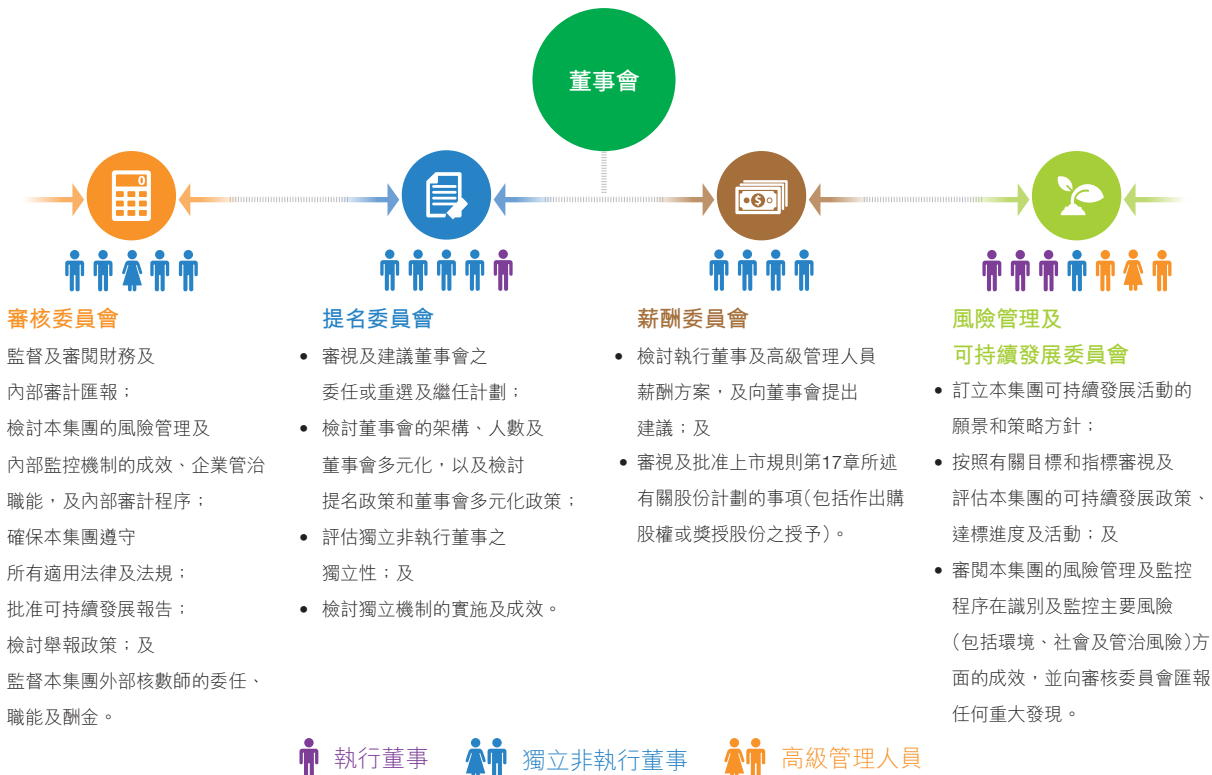 董事會
審核委員會
監督及審閱財務及
內部審計匯報；
檢討本集團的風險管理及
內部監控機制的成效、企業管治
職能，及內部審計程序；
確保本集團遵守
所有適用法律及法規；
批准可持續發展報告；
檢討舉報政策；及
監督本集團外部核數師的委任、
職能及酬金。
提名委員會
• 審視及建議董事會之
委任或重選及繼任計劃；
• 檢討董事會的架構、人數及
董事會多元化，以及檢討
提名政策和董事會多元化政策；
• 評估獨立非執行董事之
獨立性；及
• 檢討獨立機制的實施及成效。
薪酬委員會
• 檢討執行董事及高級管理人員
薪酬方案，及向董事會提出
建議；及
• 審視及批准上市規則第17章所述
有關股份計劃的事項（包括作出購
股權或獎授股份之授予）。
風險管理及
可持續發展委員會
• 訂立本集團可持續發展活動的
願景和策略方針；
• 按照有關目標和指標審視及
評估本集團的可持續發展政策、
達標進度及活動；及
• 審閱本集團的風險管理及監控
程序在識別及監控主要風險
（包括環境、社會及管治風險）方
面的成效，並向審核委員會匯報
任何重大發現。
執行董事
獨立非執行董事
高級管理人員